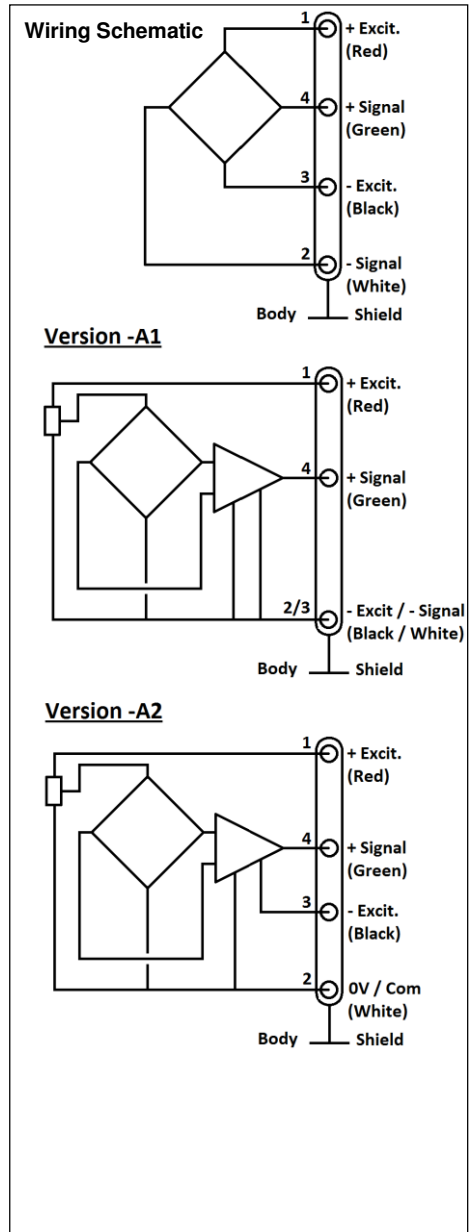 Wiring Schematic
1
+ Excit.
(Red)
4
+ Signal
(Green)
3
- Excit.
(Black)
2
- Signal
(White)
Body
Shield
Version -A1
1
+ Excit.
(Red)
4
+ Signal
(Green)
2/3
- Excit / - Signal
(Black / White)
Body
Shield
Version -A2
1
+ Excit.
(Red)
4
+ Signal
(Green)
3
- Excit.
(Black)
2
0V / Com
(White)
Body
Shield